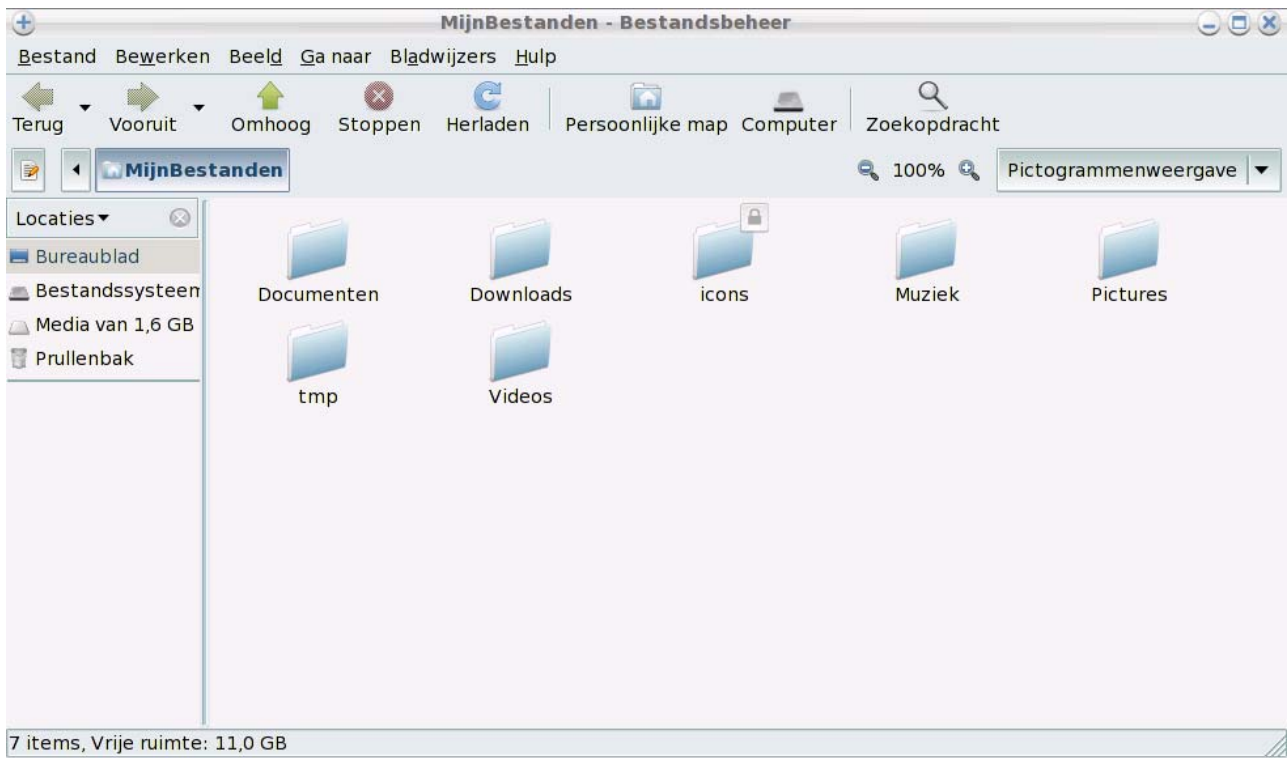 MijnBestanden - Bestandsbeheer
Bestand Bewerken Beeld Ga naar Bladwijzers Hulp
Terug Vooruit Omhoog Stoppen Herladen Persoonlijke map Computer Zoekopdracht
MijnBestanden 100% Pictogrammenweergave
Locaties
Bureaublad
Bestandssysteem
Media van 1,6 GB
Prullenbak
Documenten Downloads icons Muziek Pictures
tmp Videos
7 items, Vrije ruimte: 11,0 GB